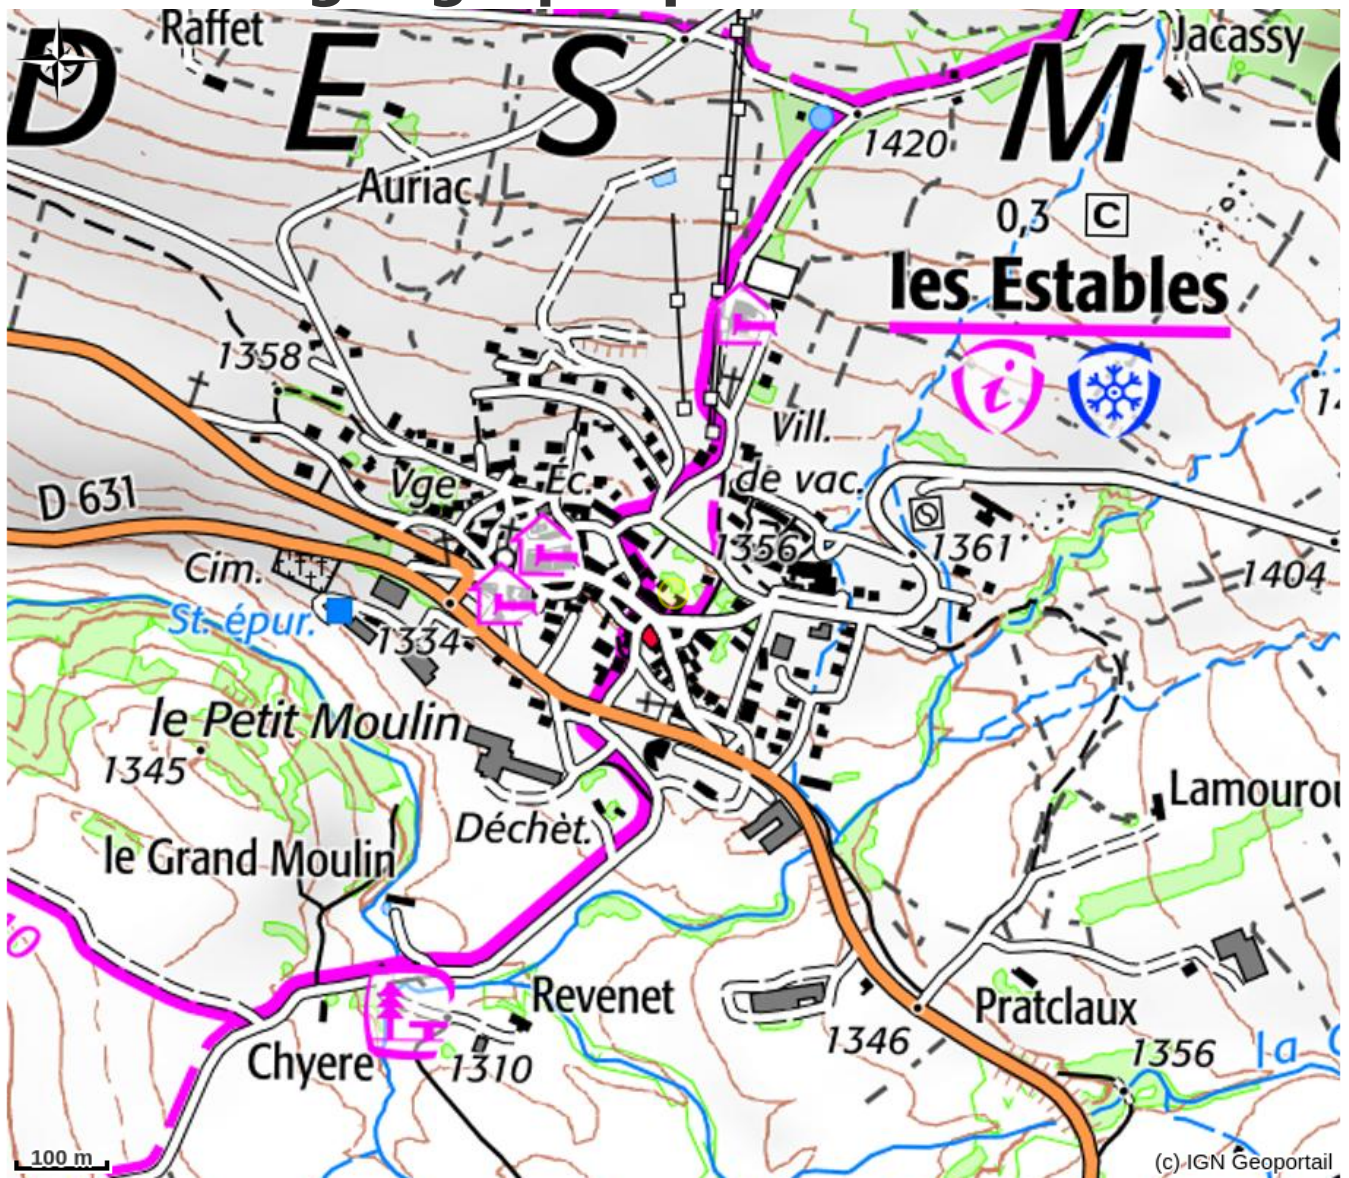 Raffet
Jacassy
D E S M
1420
Auriac
0,3 C
les Estables
1358
i
Vill.
de vac.
Vge
Ec.
D 631
1356
1361
1404
Cim.
St. épur.
1334
le Petit Moulin
1345
Lamourou
Déchèt.
le Grand Moulin
Revenet
Pratclaux
1346
1356
la
Chyere
1310
100 m
(c) IGN Geoportail